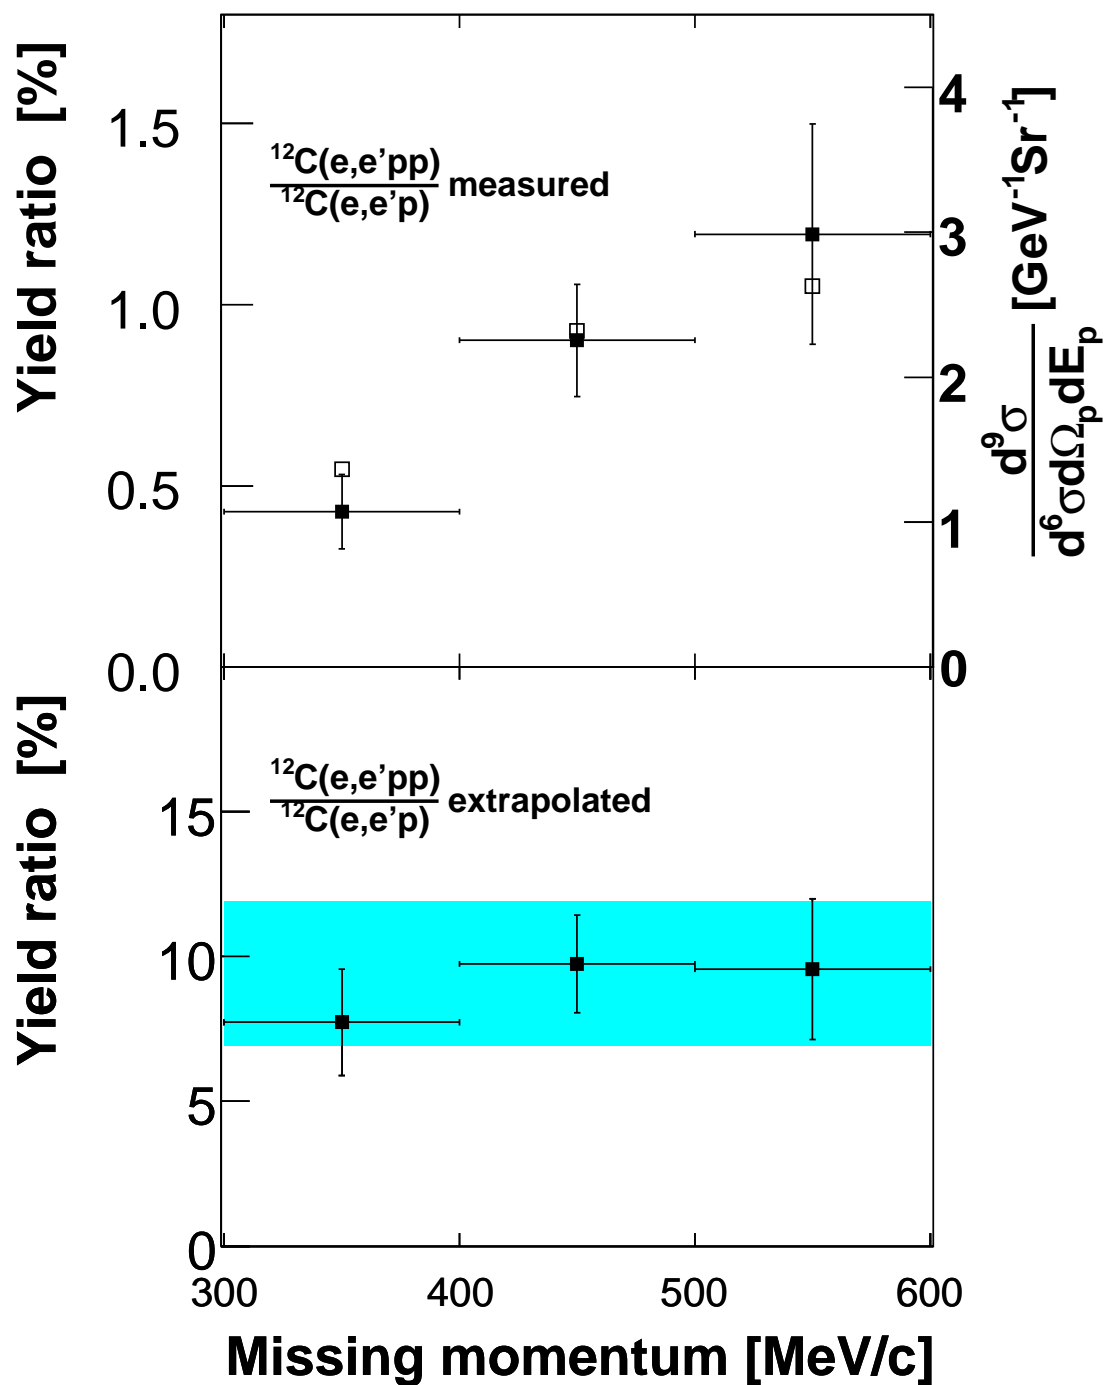 Yield ratio [%]
1.5
1.0
0.5
0.0
¹²C(e,e’pp)
¹²C(e,e’p)
measured
4
3
2
1
0
d⁹σ
d⁶σdΩₚdEₚ
[GeV⁻¹Sr⁻¹]
Yield ratio [%]
15
10
5
0
¹²C(e,e’pp)
¹²C(e,e’p)
extrapolated
300 400 500 600
Missing momentum [MeV/c]